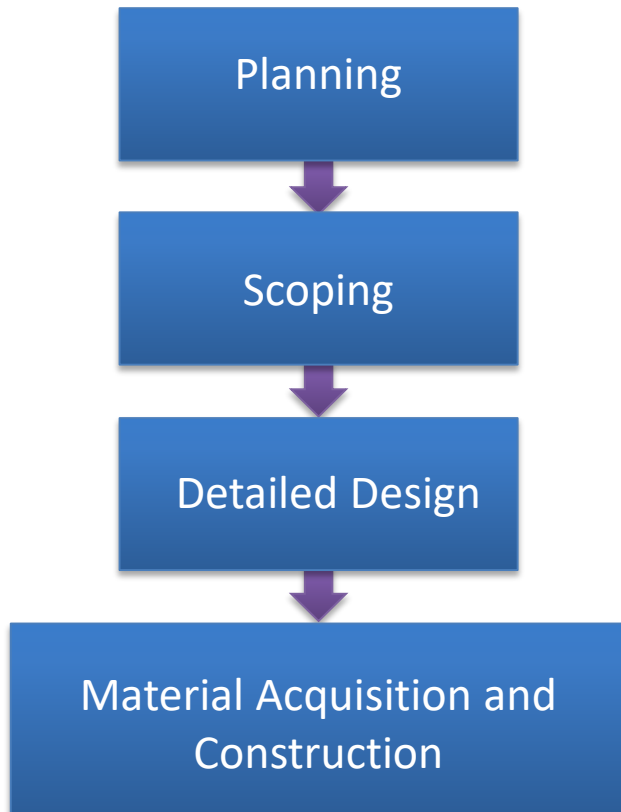 Planning
Scoping
Detailed Design
Material Acquisition and
Construction